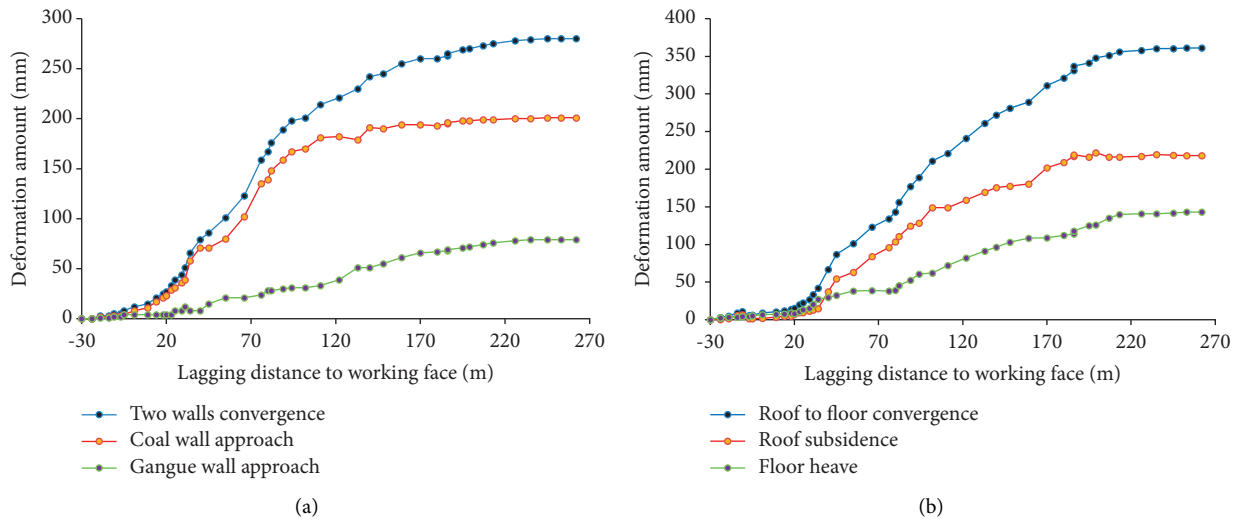 300
250
200
150
100
50
0
Deformation amount (mm)
-30 20 70 120 170 220 270
Lagging distance to working face (m)
Two walls convergence
Coal wall approach
Gangue wall approach
(a)
400
350
300
250
200
150
100
50
0
Deformation amount (mm)
-30 20 70 120 170 220 270
Lagging distance to working face (m)
Roof to floor convergence
Roof subsidence
Floor heave
(b)